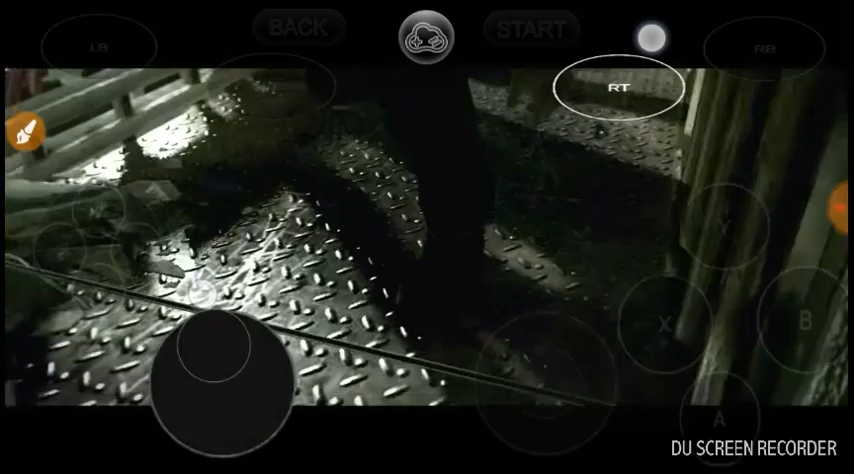 BACK
START
LB
RB
RT
Y
X
B
A
DU SCREEN RECORDER